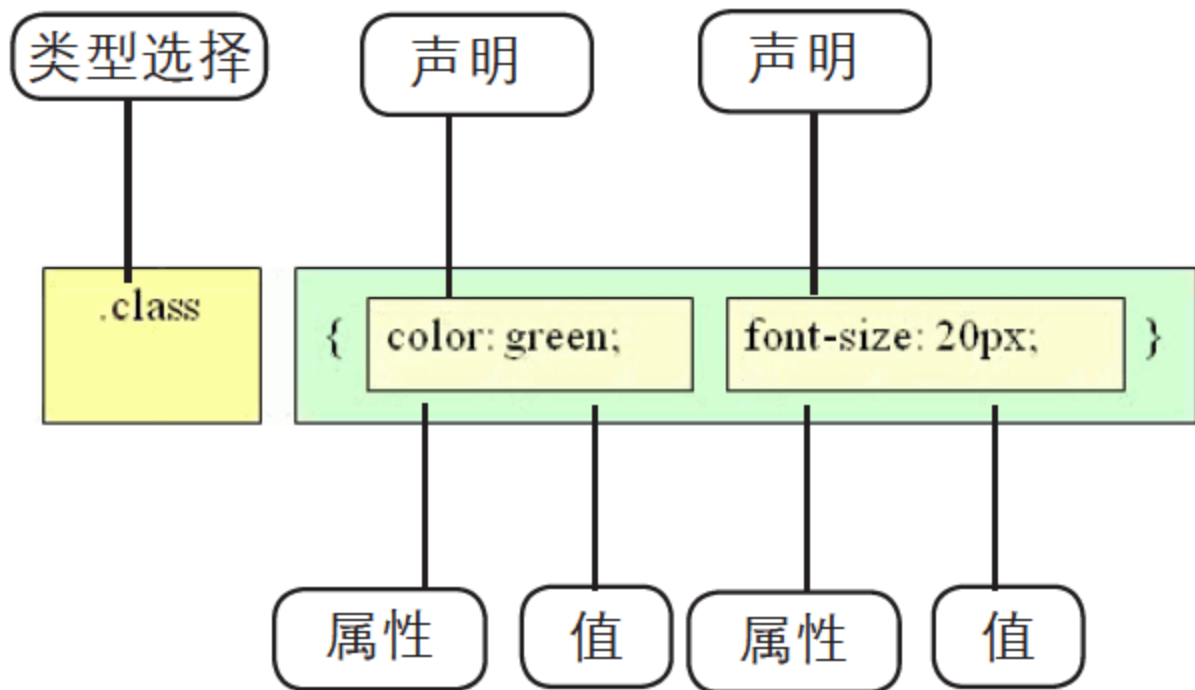 类型选择
声明
声明
.class
{ color: green; font-size: 20px; }
属性
值
属性
值